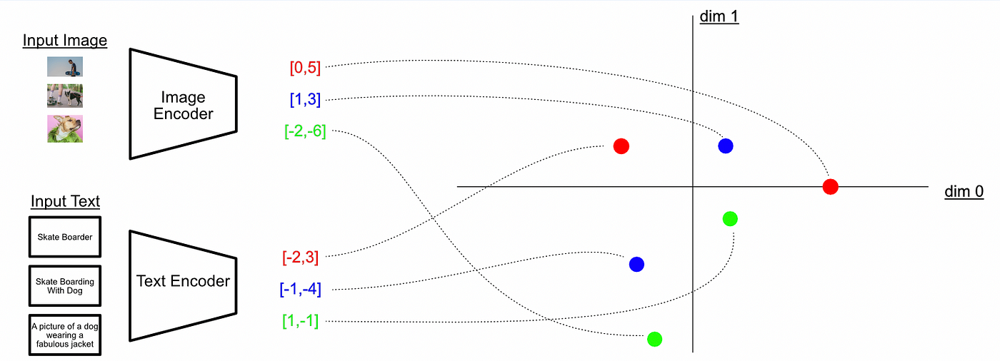 Input Image
Image
Encoder
[0,5]
[1,3]
[-2,-6]
dim 1
dim 0
Input Text
Skate Boarder
Skate Boarding
With Dog
A picture of a dog
wearing a
fabulous jacket
Text Encoder
[-2,3]
[-1,-4]
[1,-1]